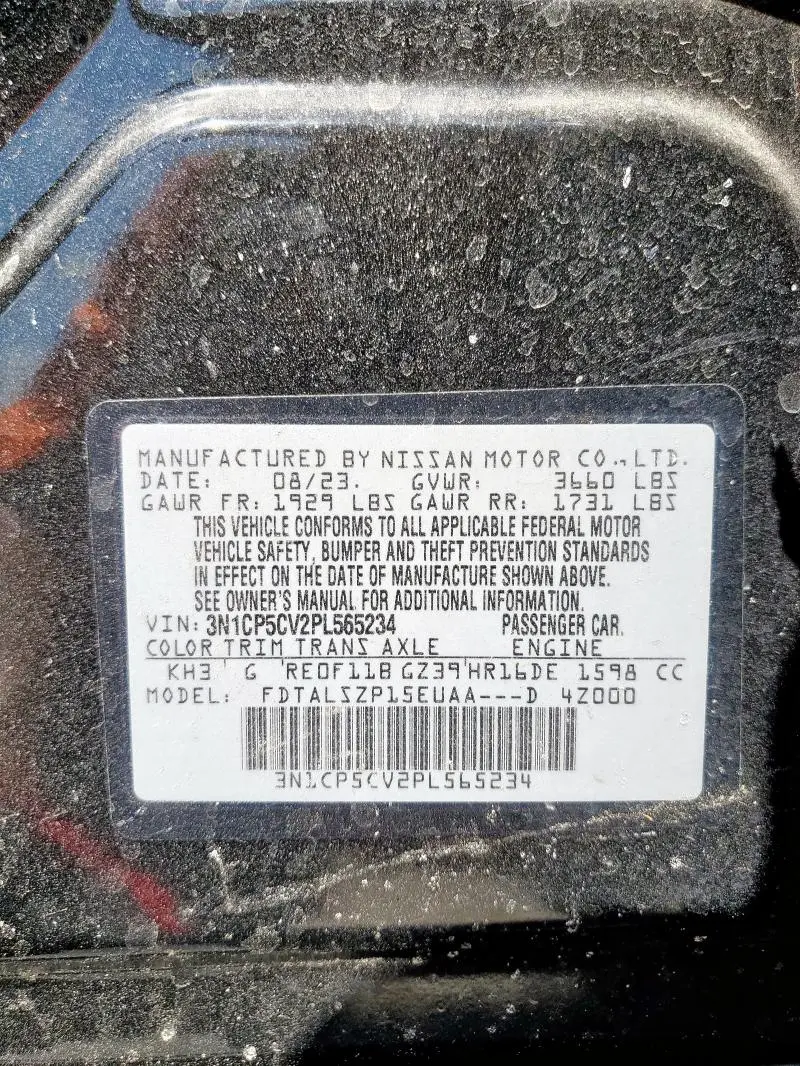 MANUFACTURED BY NISSAN MOTOR CO., LTD.
DATE: 08/23. GVWR: 3660 LBS
GAWR FR: 1929 LBS GAWR RR: 1731 LBS
THIS VEHICLE CONFORMS TO ALL APPLICABLE FEDERAL MOTOR
VEHICLE SAFETY, BUMPER AND THEFT PREVENTION STANDARDS
IN EFFECT ON THE DATE OF MANUFACTURE SHOWN ABOVE.
SEE OWNER'S MANUAL FOR ADDITIONAL INFORMATION.
VIN: 3N1CP5CV2PL565234 PASSENGER CAR.
COLOR TRIM TRANS AXLE ENGINE
KH3 G RE0F11B GZ39 HR16DE 1598 CC
MODEL: FDTALSZP15EUAA---D 4Z000
3N1CP5CV2PL565234